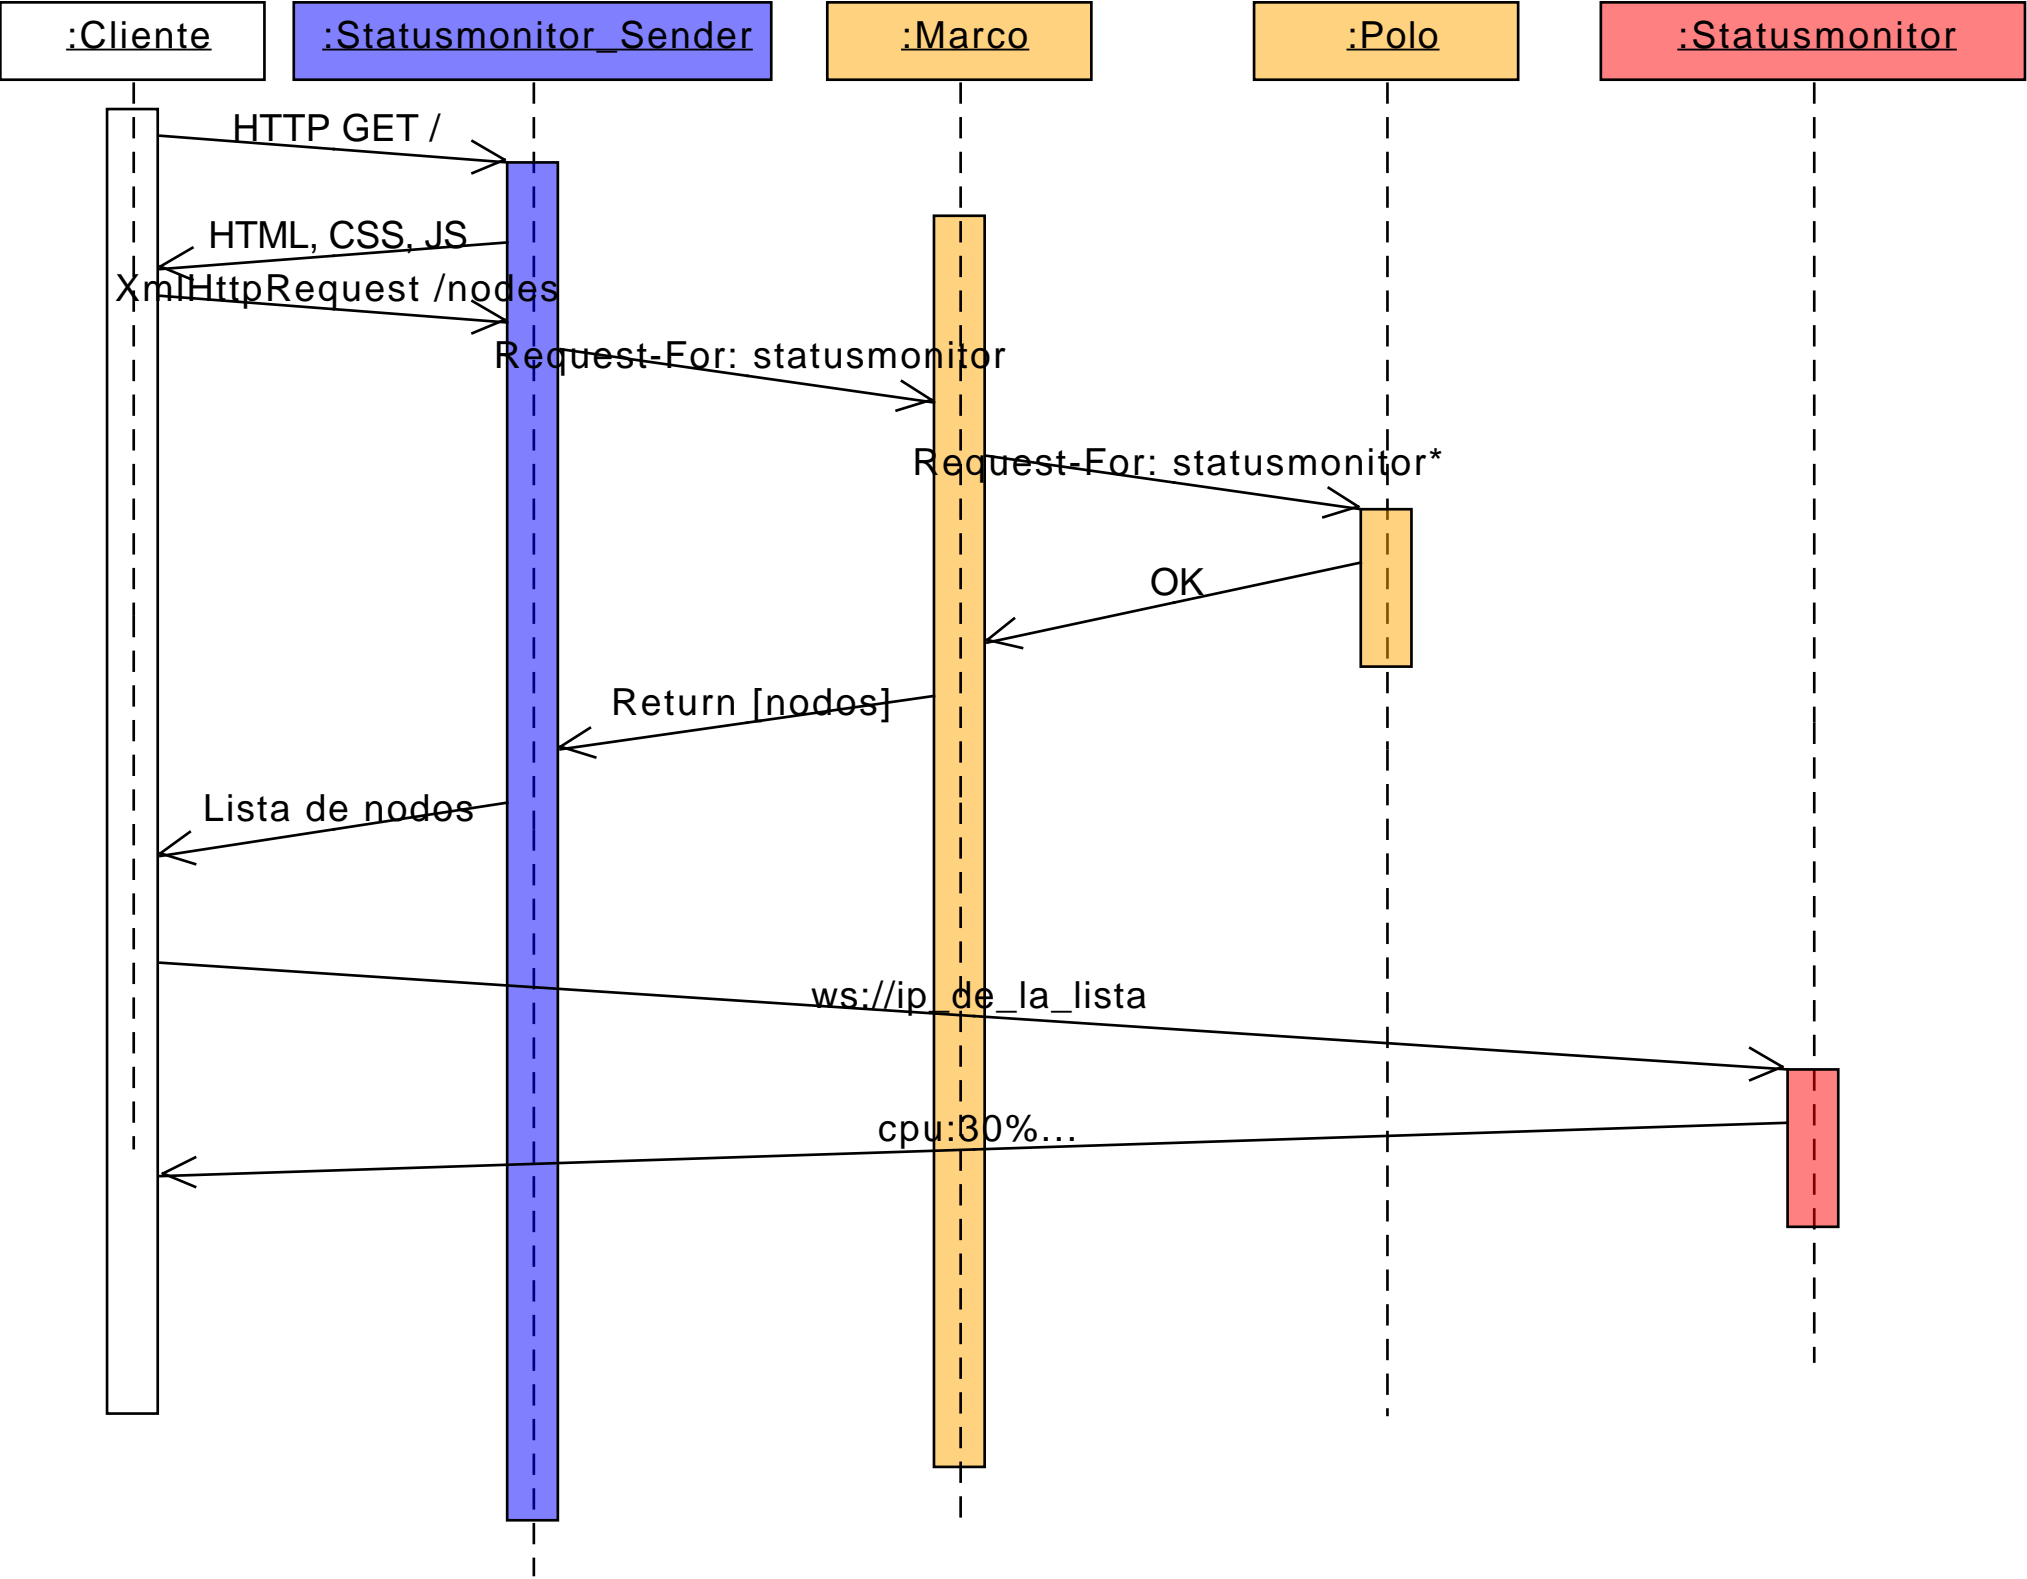 :Cliente
:Statusmonitor_Sender
:Marco
:Polo
:Statusmonitor
HTTP GET /
HTML, CSS, JS
XmlHttpRequest /nodes
Request-For: statusmonitor
Request-For: statusmonitor*
OK
Return [nodos]
Lista de nodos
ws://ip_de_la_lista
cpu:30%...